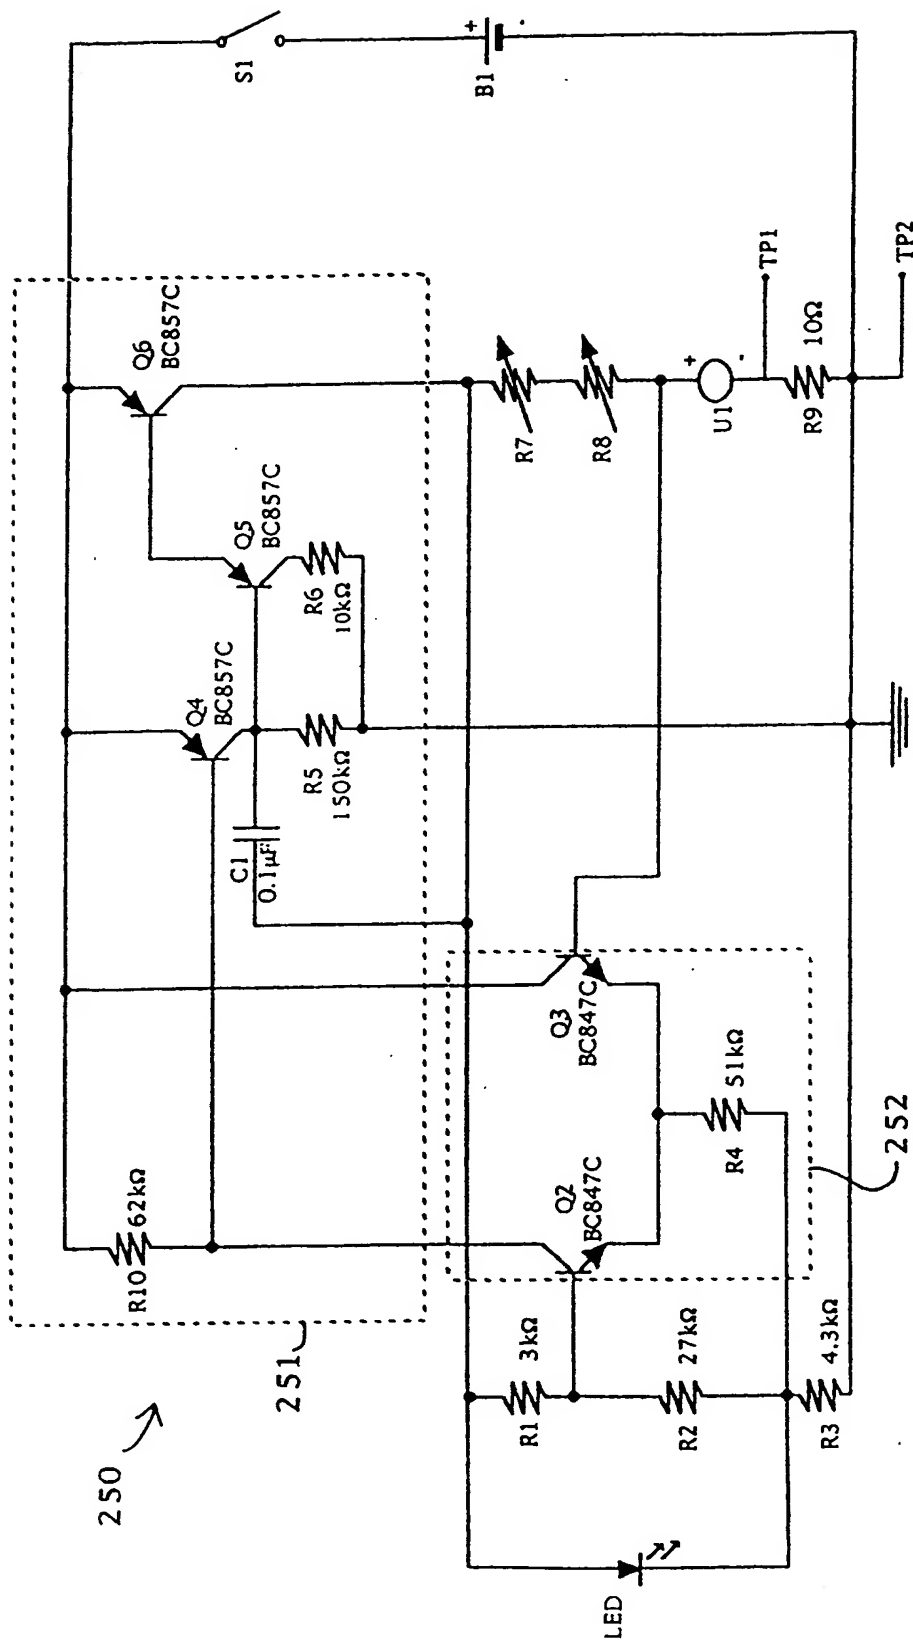 250
251
252
S1
+
B1
Q6
BC857C
Q5
BC857C
Q4
BC857C
R6
10kΩ
R5
150kΩ
C1
0.1µF
R10
62kΩ
R7
R8
+
-
U1
TP1
R9
10Ω
TP2
Q3
BC847C
Q2
BC847C
R4
51kΩ
R1
3kΩ
R2
27kΩ
R3
4.3kΩ
LED